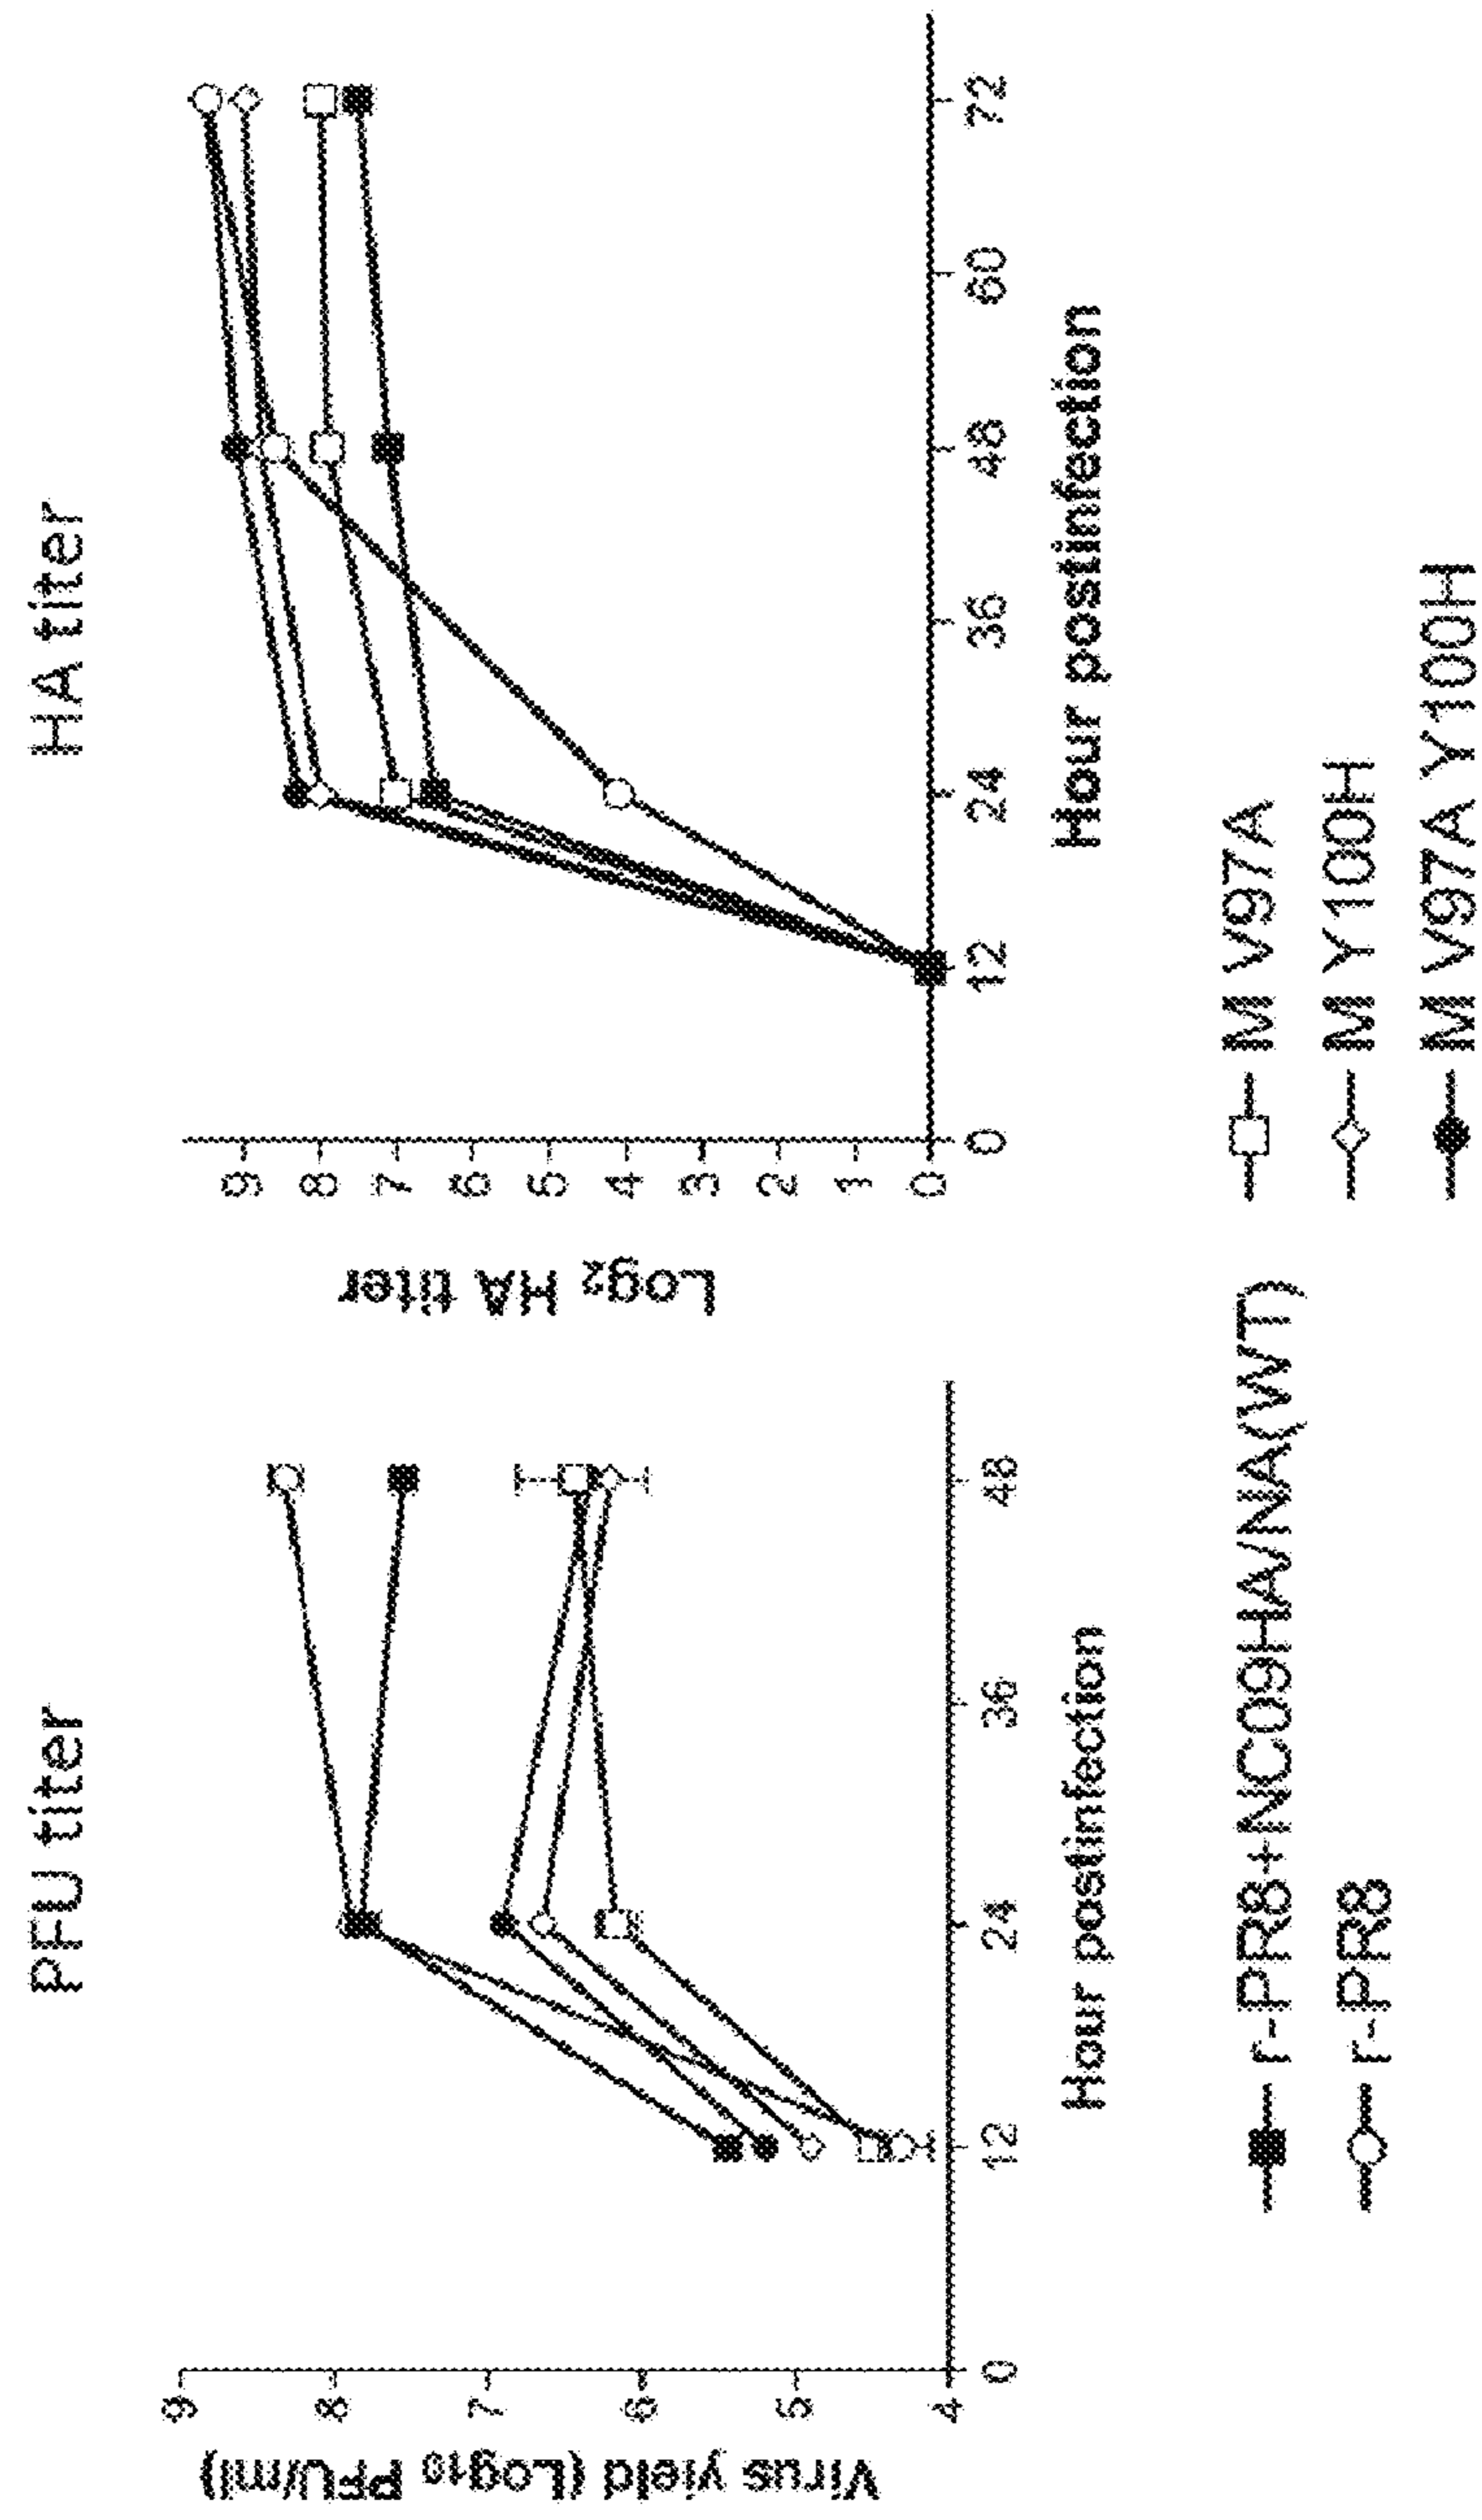 PFU titer
Virus yield (Log10 PFU/ml)
9
8
7
6
5
4
0 12 24 36 48
Hour postinfection
HA titer
Log2 HA titer
9
8
7
6
5
4
3
2
1
0
0 12 24 36 48 60 72
Hour postinfection
r-PR8+NC09HA/NA(WT)
r-PR8
M V97A
M Y100H
M V97A Y100H